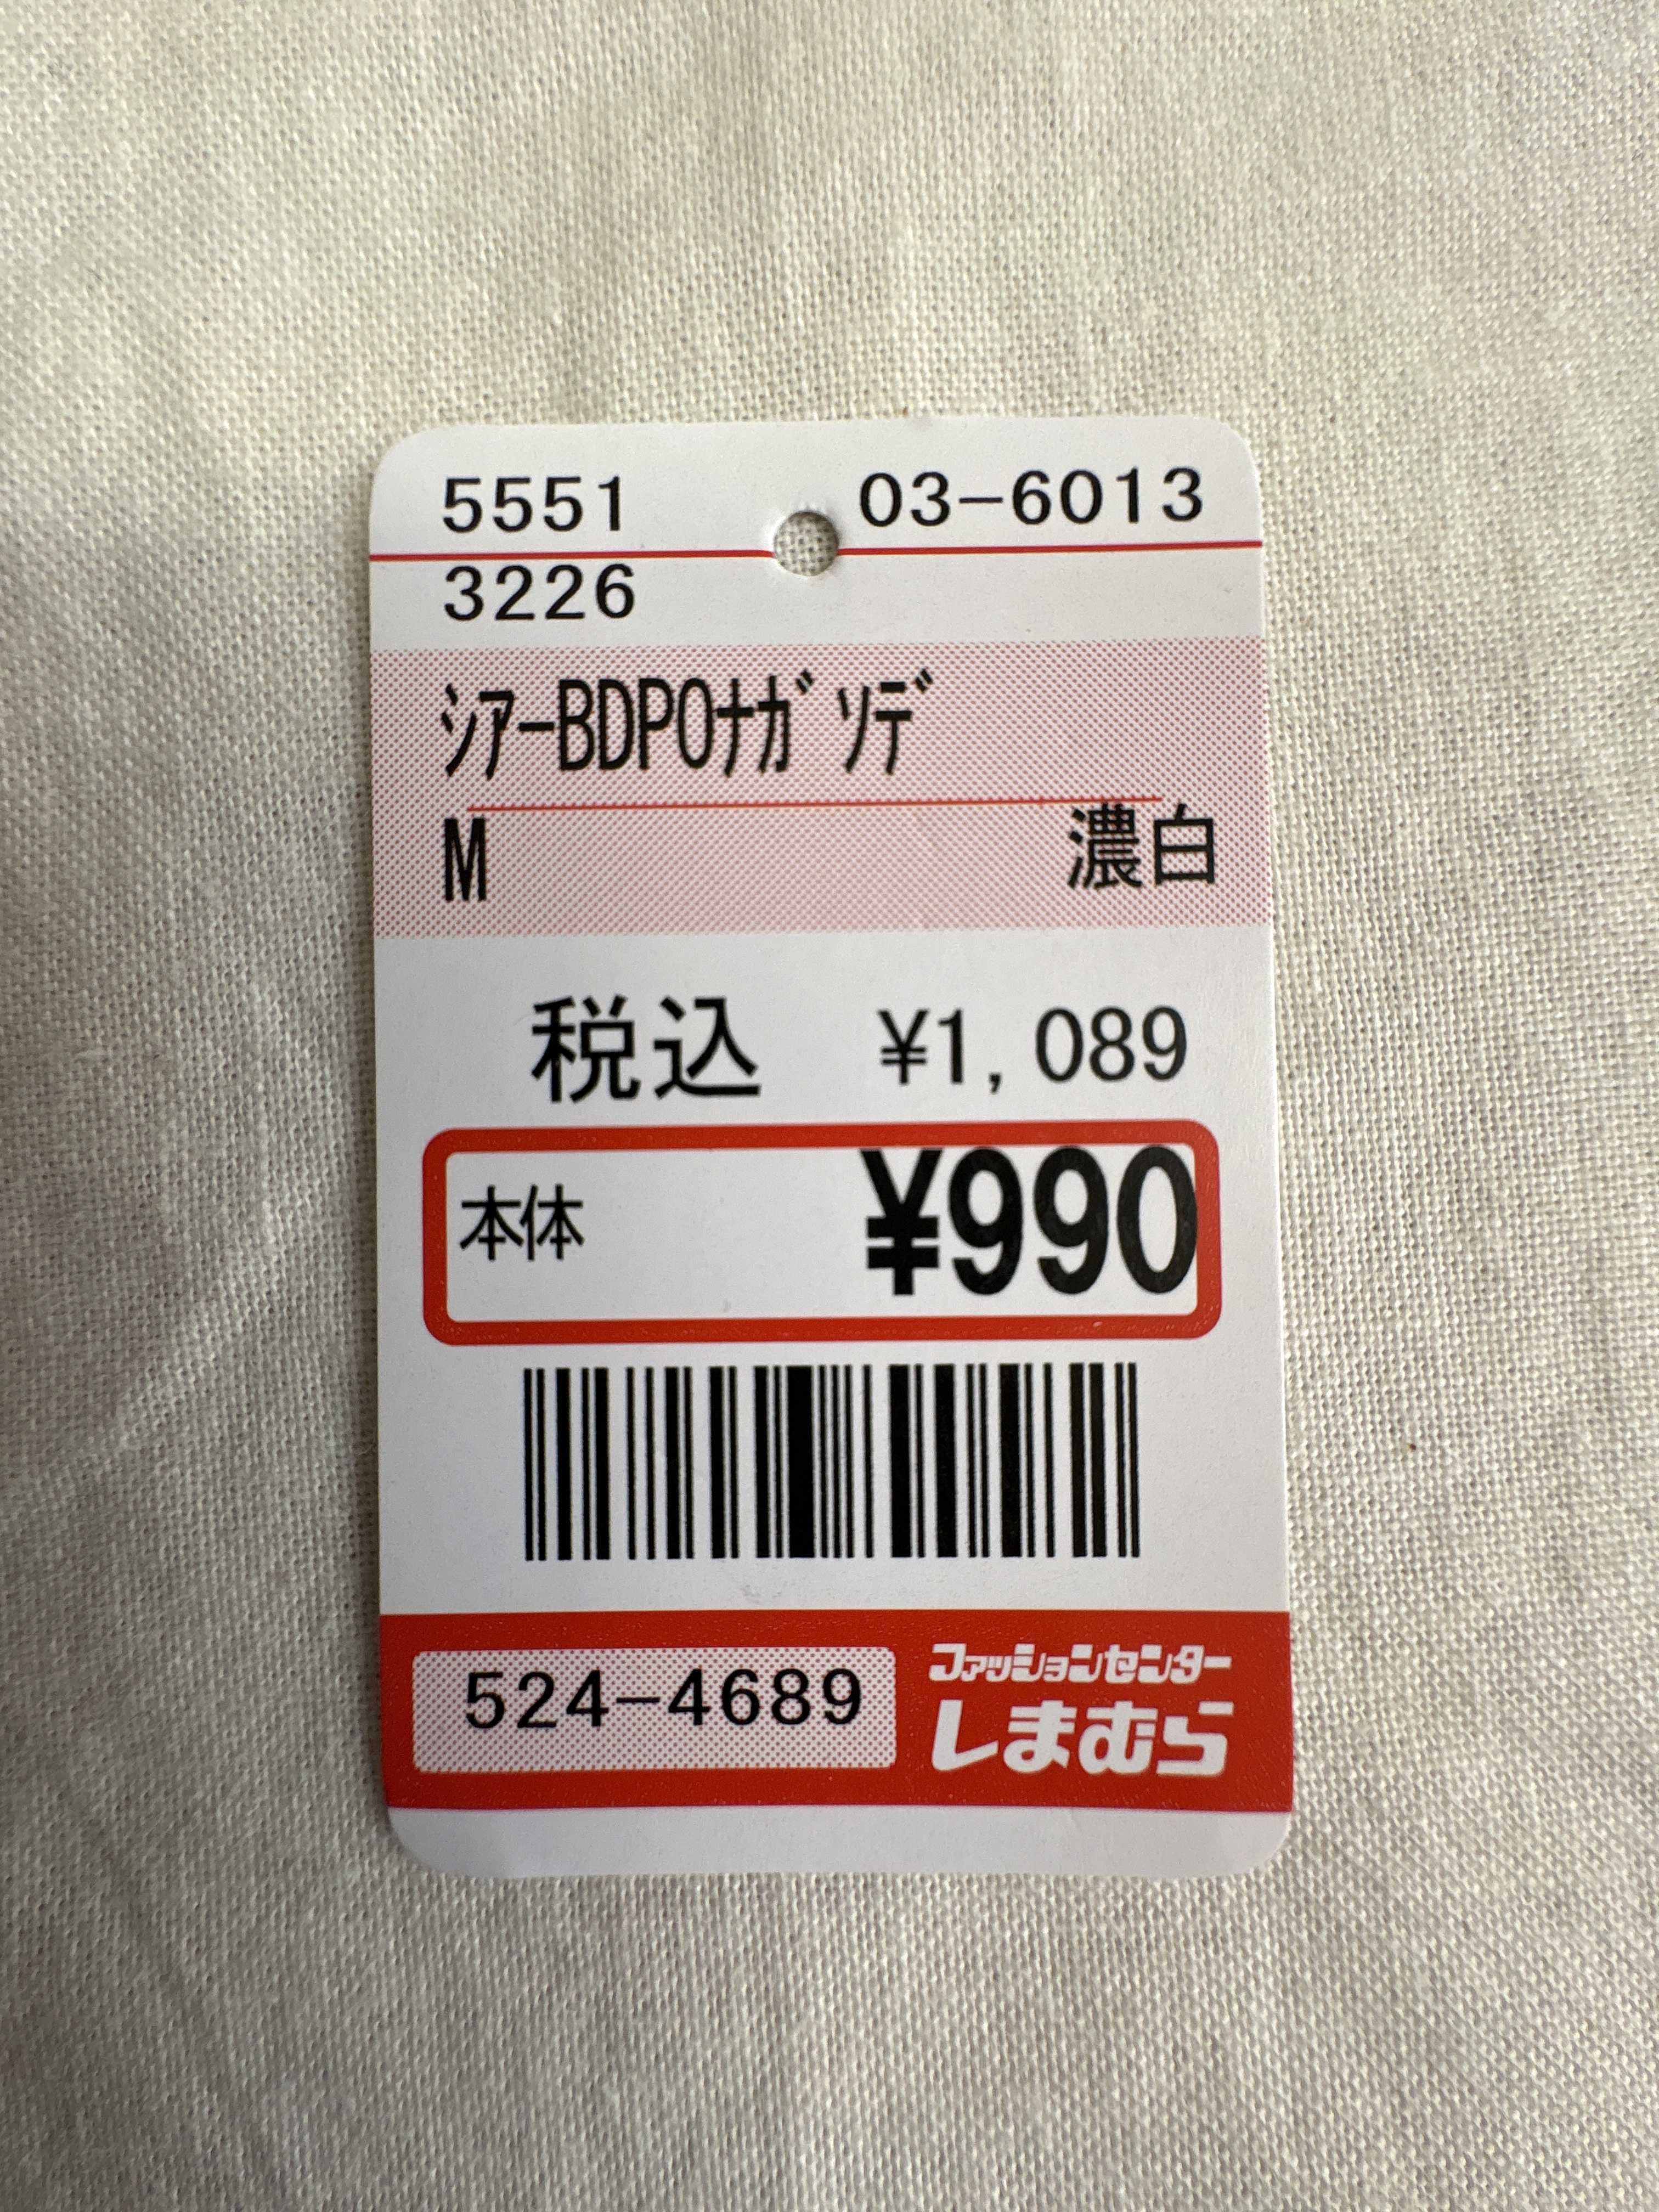 5551 03-6013
3226
ｼｱｰBDPOﾅｶﾞｿﾃﾞ
M 濃白
税込 ¥1,089
本体 ¥990
524-4689
ファッションセンター
しまむら